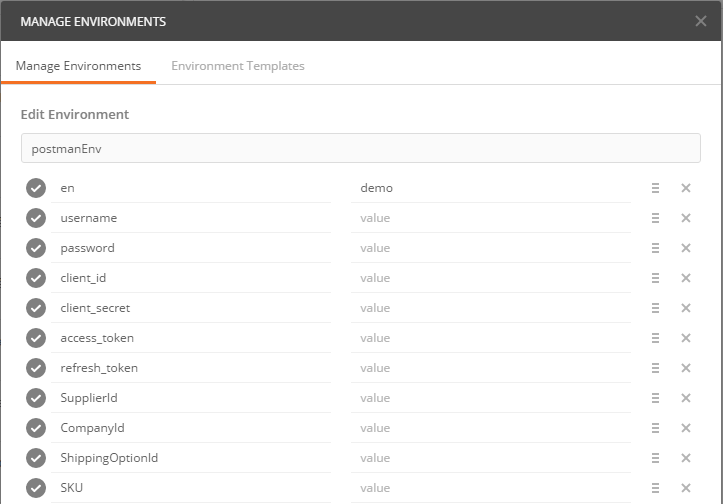 MANAGE ENVIRONMENTS
Manage Environments Environment Templates
Edit Environment
postmanEnv
en demo
username value
password value
client_id value
client_secret value
access_token value
refresh_token value
SupplierId value
CompanyId value
ShippingOptionId value
SKU value